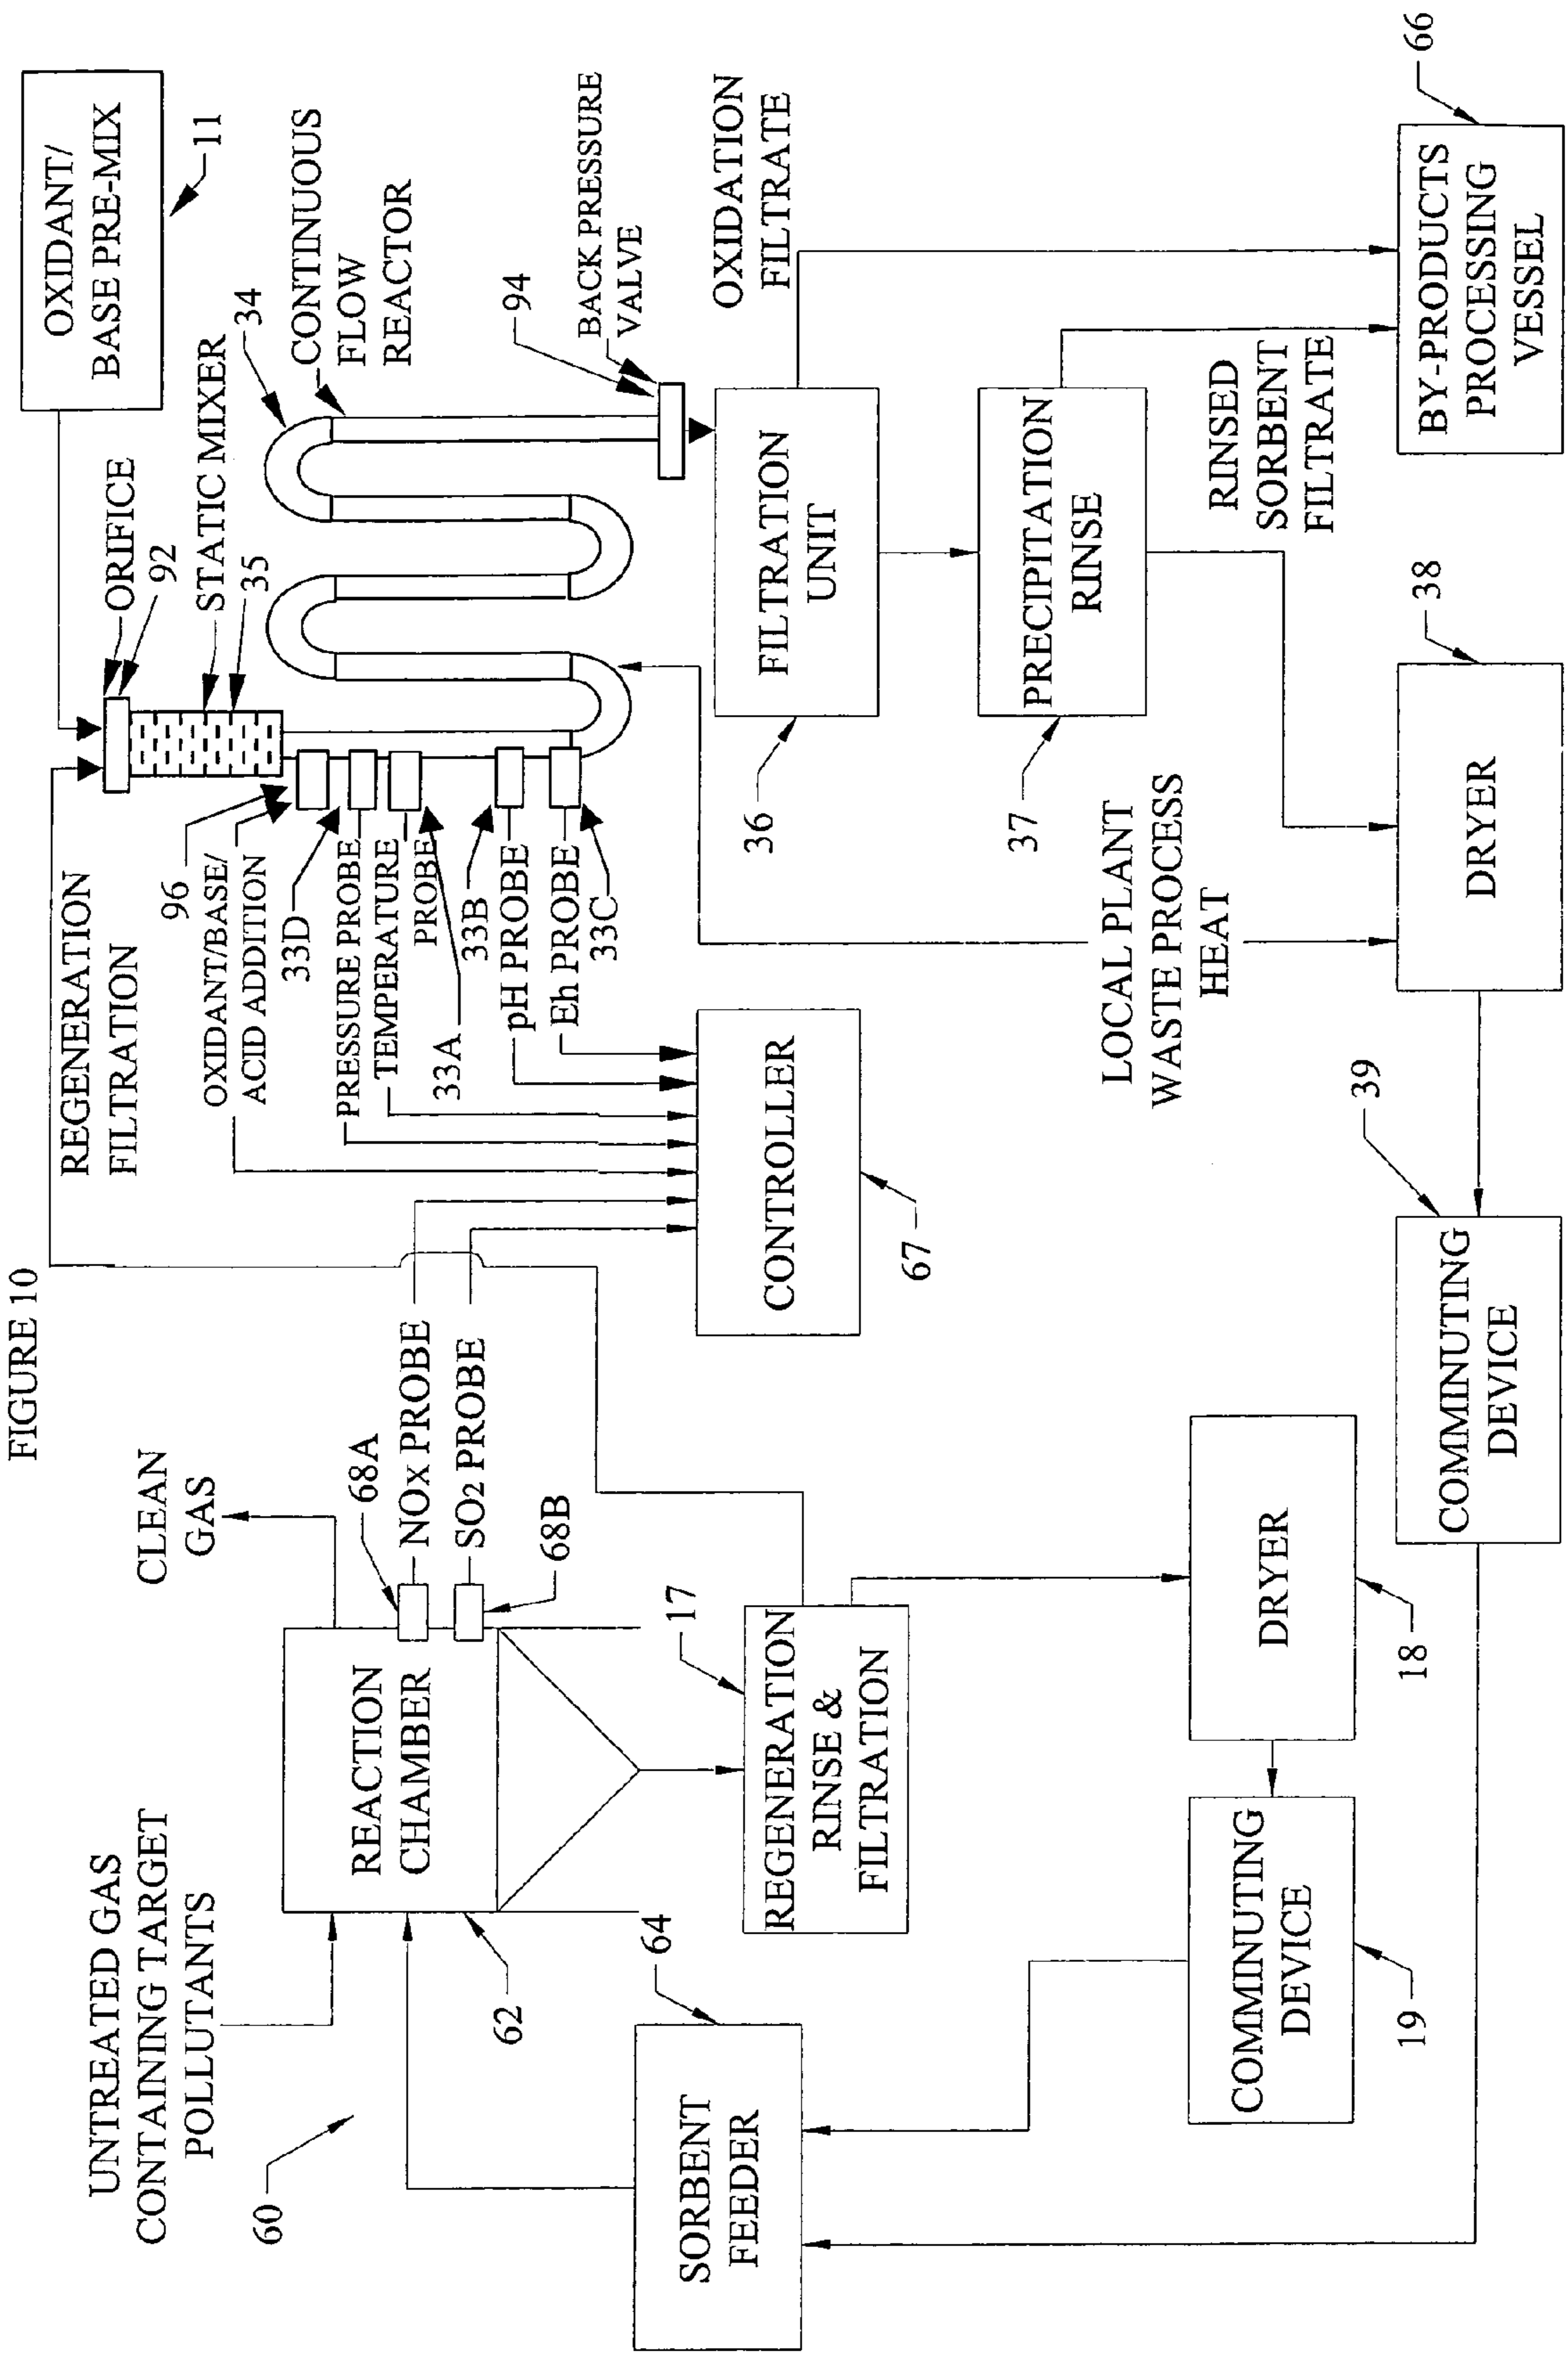 FIGURE 10
UNTREATED GAS
CONTAINING TARGET
POLLUTANTS
60
CLEAN
GAS
REACTION
CHAMBER
62
68A
NOx PROBE
SO2 PROBE
68B
SORBENT
FEEDER
64
REGENERATION
RINSE &
FILTRATION
17
COMMINUTING
DEVICE
19
DRYER
18
REGENERATION
FILTRATION
OXIDANT/
BASE PRE-MIX
11
ORIFICE
92
STATIC MIXER
35
34
CONTINUOUS
FLOW
REACTOR
96
OXIDANT/BASE/
ACID ADDITION
33D
PRESSURE PROBE
TEMPERATURE
PROBE
33A
33B
pH PROBE
Eh PROBE
33C
94
BACK PRESSURE
VALVE
CONTROLLER
67
FILTRATION
UNIT
36
OXIDATION
FILTRATE
PRECIPITATION
RINSE
37
RINSED
SORBENT
FILTRATE
LOCAL PLANT
WASTE PROCESS
HEAT
COMMINUTING
DEVICE
39
DRYER
38
BY-PRODUCTS
PROCESSING
VESSEL
66